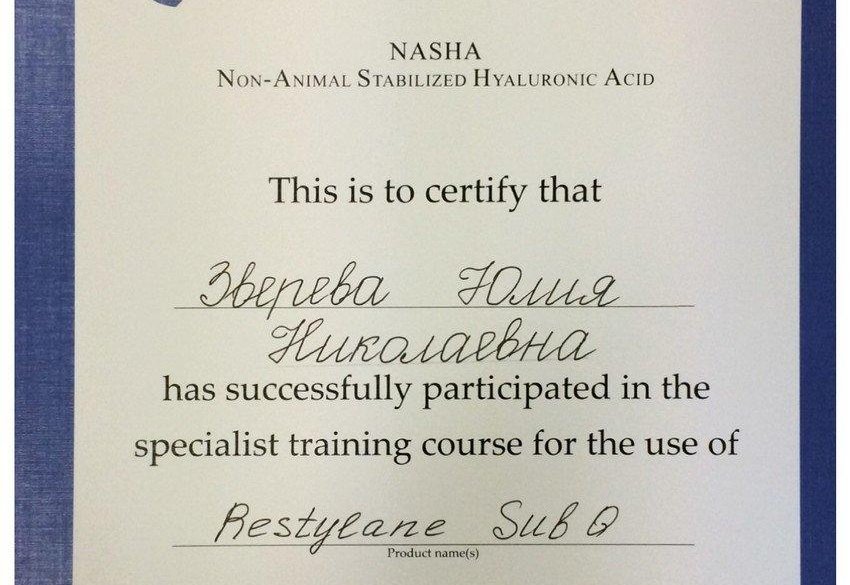 NASHA
Non-Animal Stabilized Hyaluronic Acid
This is to certify that
Зверева Юлия
Николаевна
has successfully participated in the
specialist training course for the use of
Restylane Sub Q
Product name(s)